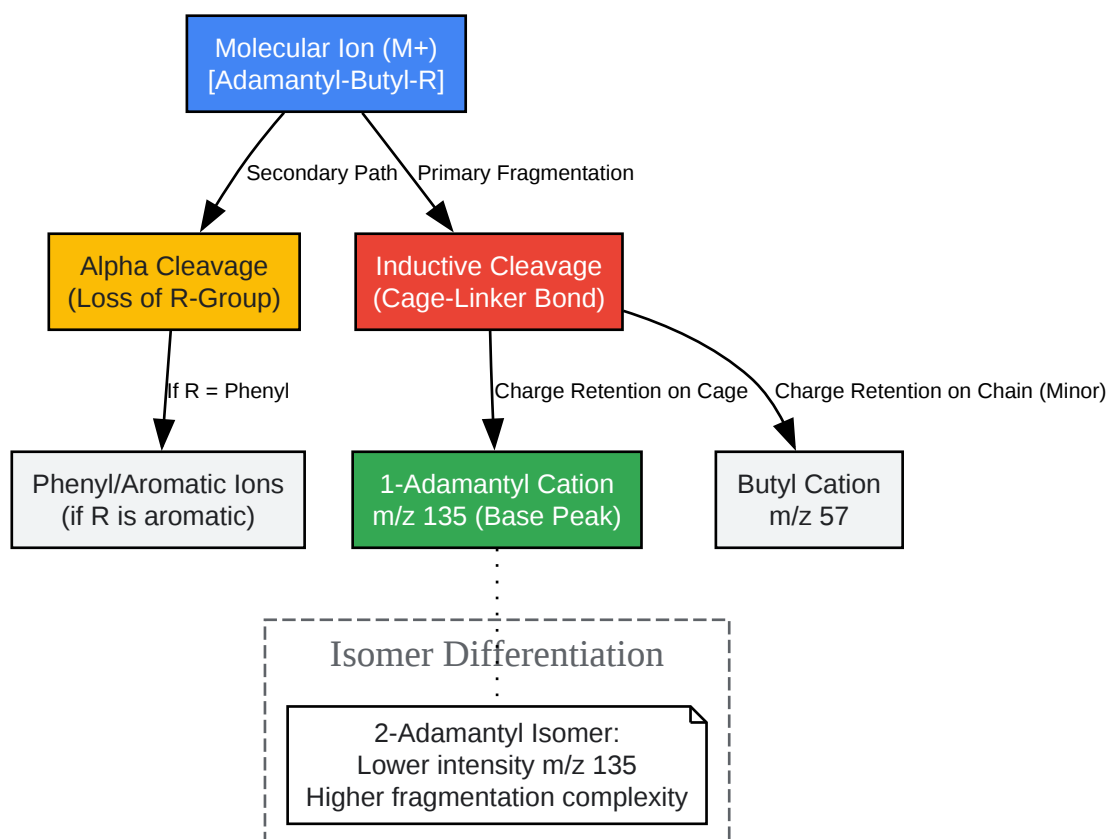 Molecular Ion (M+)
[Adamantyl-Butyl-R]
Secondary Path
Primary Fragmentation
Alpha Cleavage
(Loss of R-Group)
Inductive Cleavage
(Cage-Linker Bond)
If R = Phenyl
Charge Retention on Cage
Charge Retention on Chain (Minor)
Phenyl/Aromatic Ions
(if R is aromatic)
1-Adamantyl Cation
m/z 135 (Base Peak)
Butyl Cation
m/z 57
Isomer Differentiation
2-Adamantyl Isomer:
Lower intensity m/z 135
Higher fragmentation complexity